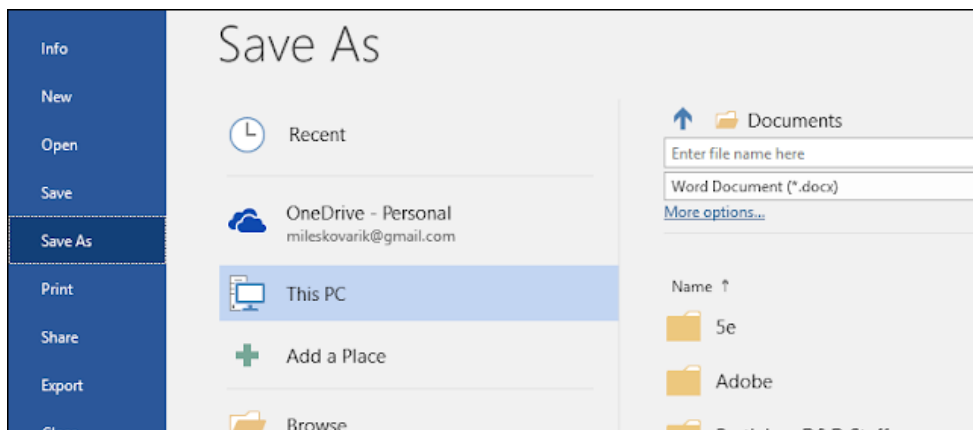 Info
New
Open
Save
Save As
Print
Share
Export
Save As
Recent
OneDrive - Personal
mileskovarik@gmail.com
This PC
Add a Place
Browse
Documents
Enter file name here
Word Document (*.docx)
More options...
Name ↑
5e
Adobe